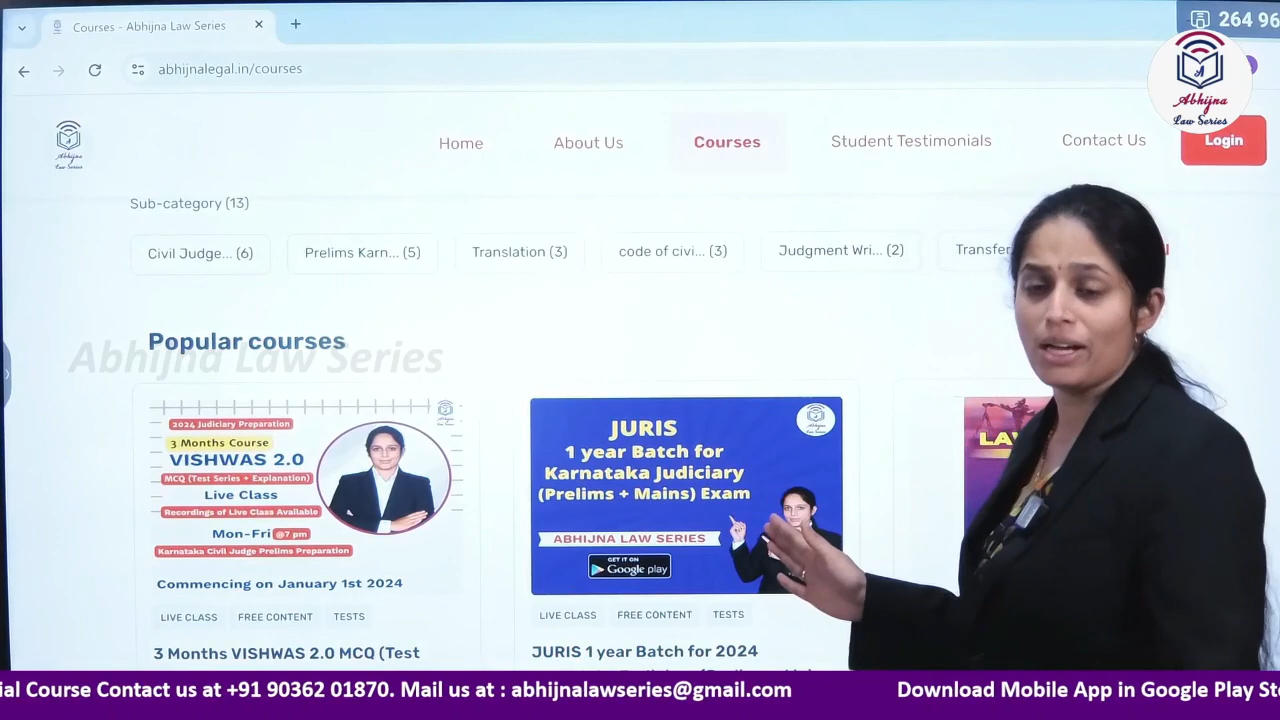 Courses - Abhijna Law Series
264 96
abhijnalegal.in/courses
Abhijna
Law Series
Abhijna
Law Series
Home
About Us
Courses
Student Testimonials
Contact Us
Login
Sub-category (13)
Civil Judge... (6)
Prelims Karn... (5)
Translation (3)
code of civi... (3)
Judgment Wri... (2)
Transfer
Popular courses
Abhijna Law Series
2024 Judiciary Preparation
3 Months Course
VISHWAS 2.0
MCQ (Test Series + Explanation)
Live Class
Recordings of Live Class Available
Mon-Fri @7 pm
Karnataka Civil Judge Prelims Preparation
Commencing on January 1st 2024
LIVE CLASS FREE CONTENT TESTS
3 Months VISHWAS 2.0 MCQ (Test
JURIS
1 year Batch for
Karnataka Judiciary
(Prelims + Mains) Exam
ABHIJNA LAW SERIES
GET IT ON
Google play
LIVE CLASS FREE CONTENT TESTS
JURIS 1 year Batch for 2024
LA
ial Course Contact us at +91 90362 01870. Mail us at : abhijnalawseries@gmail.com
Download Mobile App in Google Play Sto